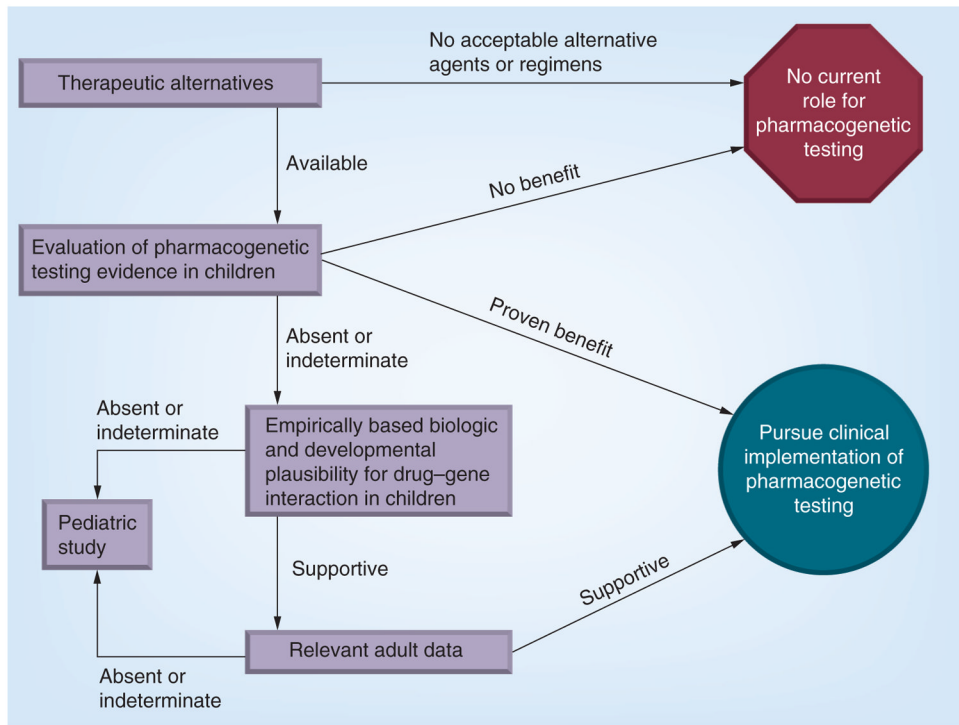 No acceptable alternative
agents or regimens
Therapeutic alternatives
No current
role for
pharmacogenetic
testing
Available
No benefit
Evaluation of pharmacogenetic
testing evidence in children
Proven benefit
Absent or
indeterminate
Absent or
indeterminate
Empirically based biologic
and developmental
plausibility for drug–gene
interaction in children
Pursue clinical
implementation of
pharmacogenetic
testing
Pediatric
study
Supportive
Supportive
Relevant adult data
Absent or
indeterminate